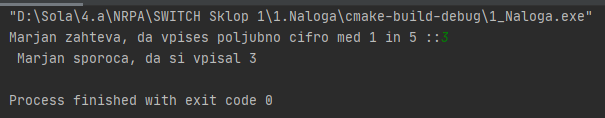 "D:\Sola\4.a\NRPA\SWITCH Sklop 1\1.Naloga\cmake-build-debug\1_Naloga.exe"
Marjan zahteva, da vpises poljubno cifro med 1 in 5 ::3
Marjan sporoca, da si vpisal 3
Process finished with exit code 0